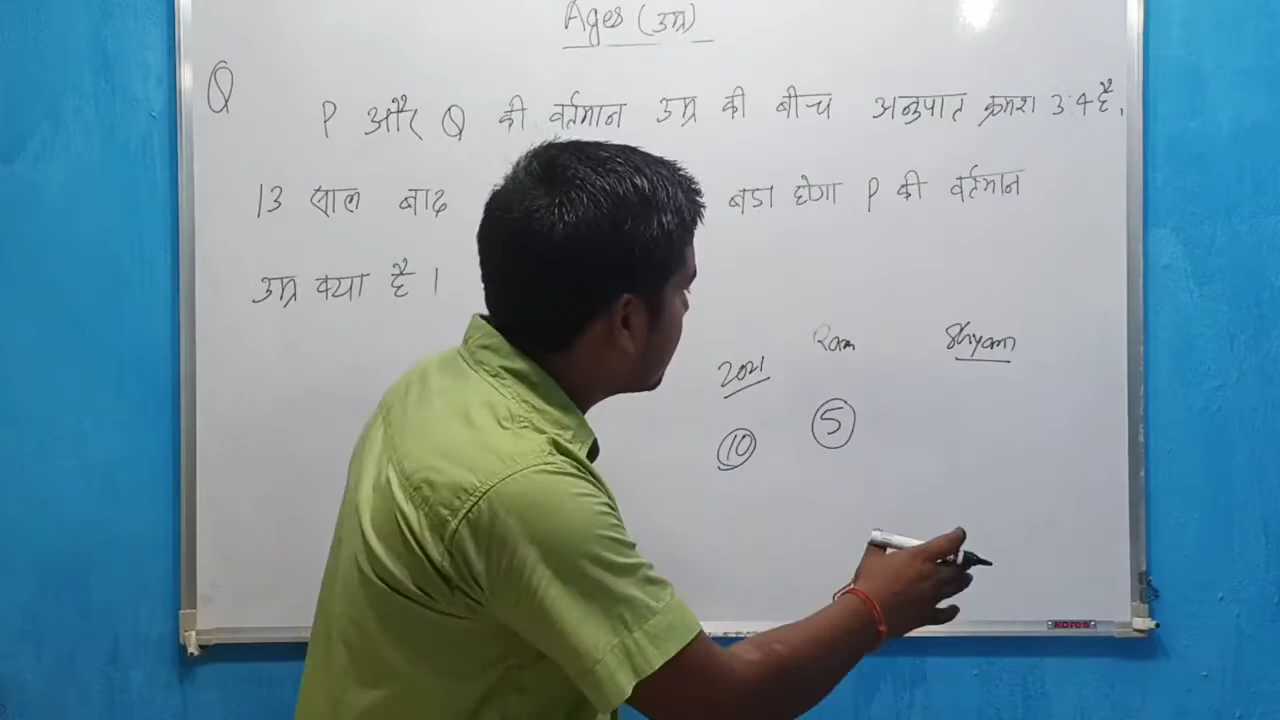 Ages (उम्र)
Q P और Q की वर्तमान उम्र की बीच अनुपात क्रमश 3:4 है,
13 साल बाद बडा होगा P की वर्तमान
उम्र क्या है ।
2021 Ram Shyam
10 5
kores